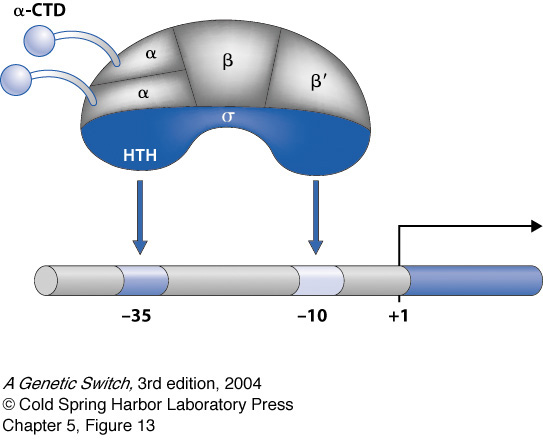 α-CTD
α
β
β′
α
σ
HTH
–35
–10
+1
A Genetic Switch, 3rd edition, 2004
© Cold Spring Harbor Laboratory Press
Chapter 5, Figure 13